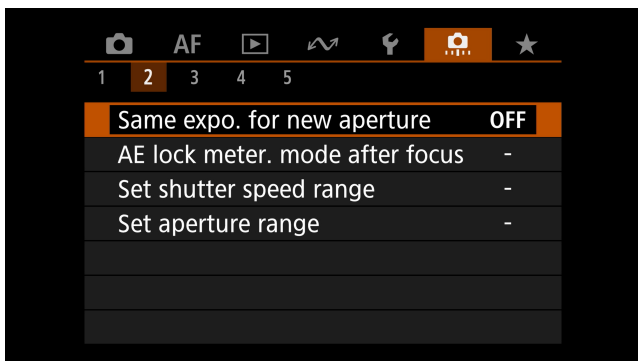 AF
1 2 3 4 5
Same expo. for new aperture OFF
AE lock meter. mode after focus -
Set shutter speed range -
Set aperture range -